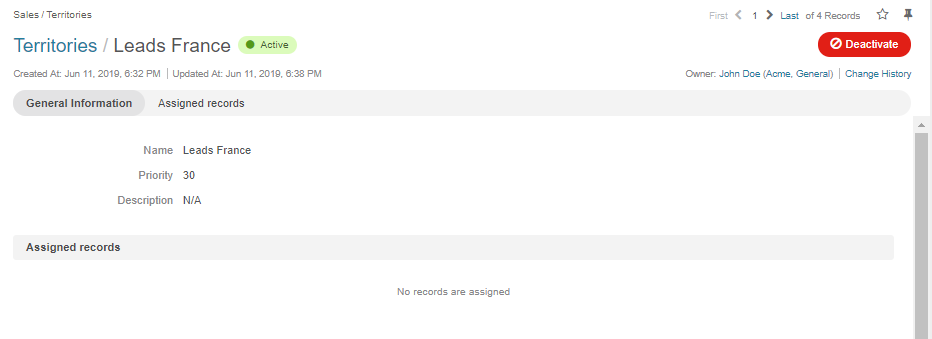 Sales / Territories
First 1 Last of 4 Records
Territories / Leads France Active
Deactivate
Created At: Jun 11, 2019, 6:32 PM | Updated At: Jun 11, 2019, 6:38 PM
Owner: John Doe (Acme, General) | Change History
General Information Assigned records
Name Leads France
Priority 30
Description N/A
Assigned records
No records are assigned